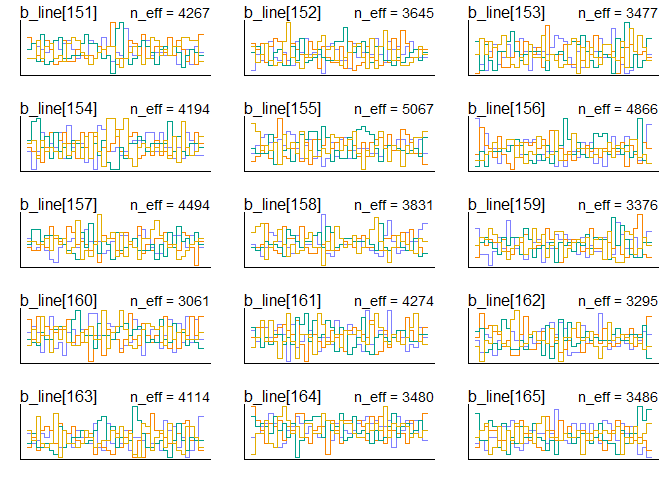 b_line[151] n_eff = 4267 b_line[152] n_eff = 3645 b_line[153] n_eff = 3477
b_line[154] n_eff = 4194 b_line[155] n_eff = 5067 b_line[156] n_eff = 4866
b_line[157] n_eff = 4494 b_line[158] n_eff = 3831 b_line[159] n_eff = 3376
b_line[160] n_eff = 3061 b_line[161] n_eff = 4274 b_line[162] n_eff = 3295
b_line[163] n_eff = 4114 b_line[164] n_eff = 3480 b_line[165] n_eff = 3486